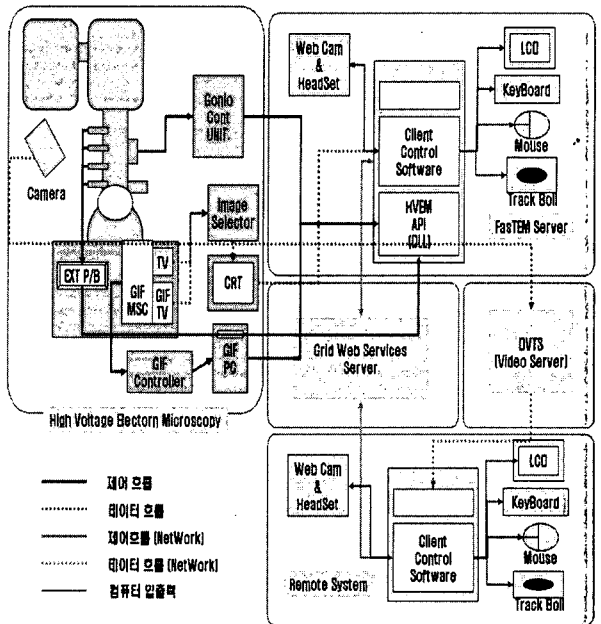 Camera
EXT P/B
GIF
MSC
TV
GIF
TV
Gonio
Cont
UNIT
Image
Selector
CRT
GIF
Controller
GIF
PC
High Voltage Electorn Microscopy
Web Cam
&
HeadSet
Client
Control
Software
HVEM
API
(DLL)
LCD
KeyBoard
Mouse
Track Boll
FasTEM Server
Grid Web Services
Server
DVTS
(Video Server)
Web Cam
&
HeadSet
Client
Control
Software
Remote System
LCD
KeyBoard
Mouse
Track Boll
제어 흐름
데이터 흐름
제어흐름 (NetWork)
데이터 흐름 (NetWork)
컴퓨터 입출력